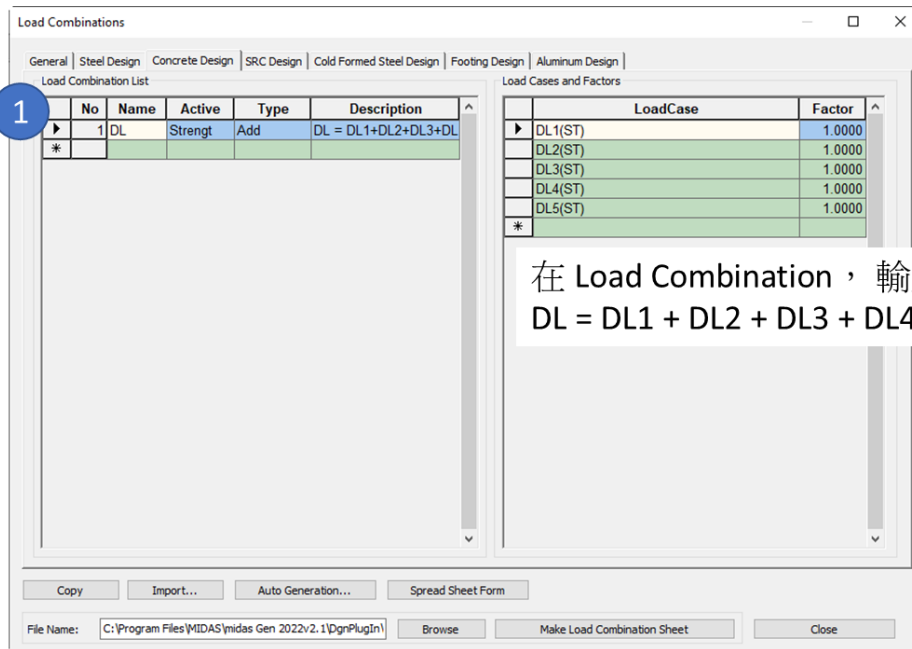 Load Combinations
General Steel Design Concrete Design SRC Design Cold Formed Steel Design Footing Design Aluminum Design
Load Combination List
Load Cases and Factors
1
No Name Active Type Description
1 DL Strengt Add DL = DL1+DL2+DL3+DL
LoadCase Factor
DL1(ST) 1.0000
DL2(ST) 1.0000
DL3(ST) 1.0000
DL4(ST) 1.0000
DL5(ST) 1.0000
在 Load Combination， 輸
DL = DL1 + DL2 + DL3 + DL4
Copy Import... Auto Generation... Spread Sheet Form
File Name: C:\Program Files\MIDAS\midas Gen 2022v2.1\DgnPlugIn\ Browse Make Load Combination Sheet Close